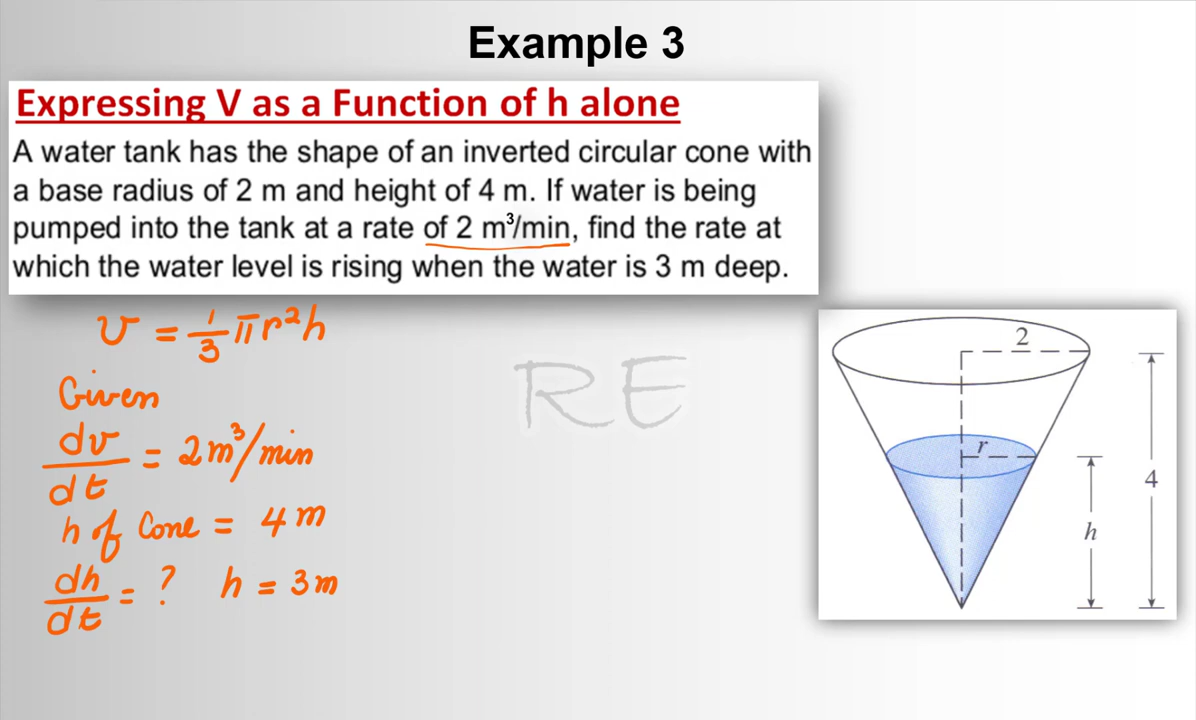 Example 3
Expressing V as a Function of h alone
A water tank has the shape of an inverted circular cone with
a base radius of 2 m and height of 4 m. If water is being
pumped into the tank at a rate of 2 m³/min, find the rate at
which the water level is rising when the water is 3 m deep.
v = 1/3 πr²h
Given
dv/dt = 2m³/min
h of Cone = 4 m
dh/dt = ? h = 3m
RE
2
r
4
h